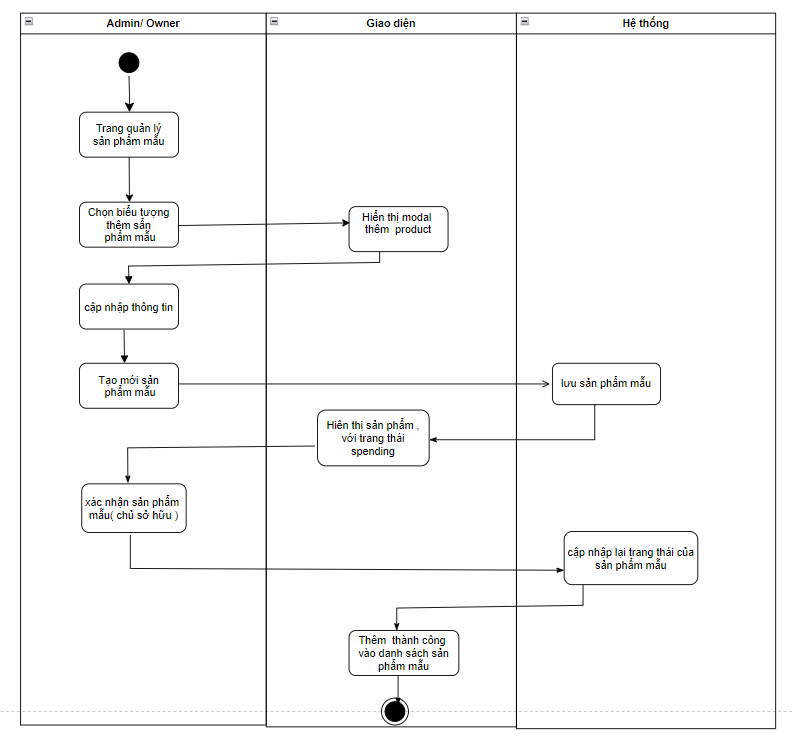 Admin/ Owner
Giao diện
Hệ thống
Trang quản lý
sản phẩm mẫu
Chọn biểu tượng
thêm sản
phẩm mẫu
Hiển thị modal
thêm product
cập nhập thông tin
Tạo mới sản
phẩm mẫu
lưu sản phẩm mẫu
Hiên thị sản phẩm ,
với trang thái
spending
xác nhận sản phẩm
mẫu( chủ sở hữu )
cập nhập lại trang thái của
sản phẩm mẫu
Thêm thành công
vào danh sách sản
phẩm mẫu